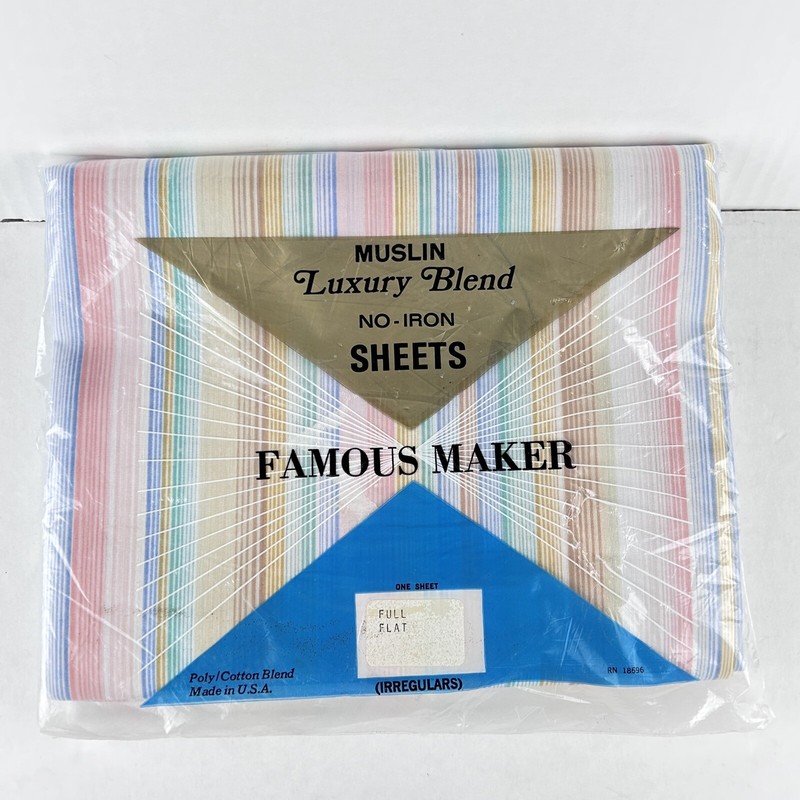 MUSLIN
Luxury Blend
NO-IRON
SHEETS
FAMOUS MAKER
ONE SHEET
FULL
FLAT
Poly/Cotton Blend
Made in U.S.A.
(IRREGULARS)
RN 18696